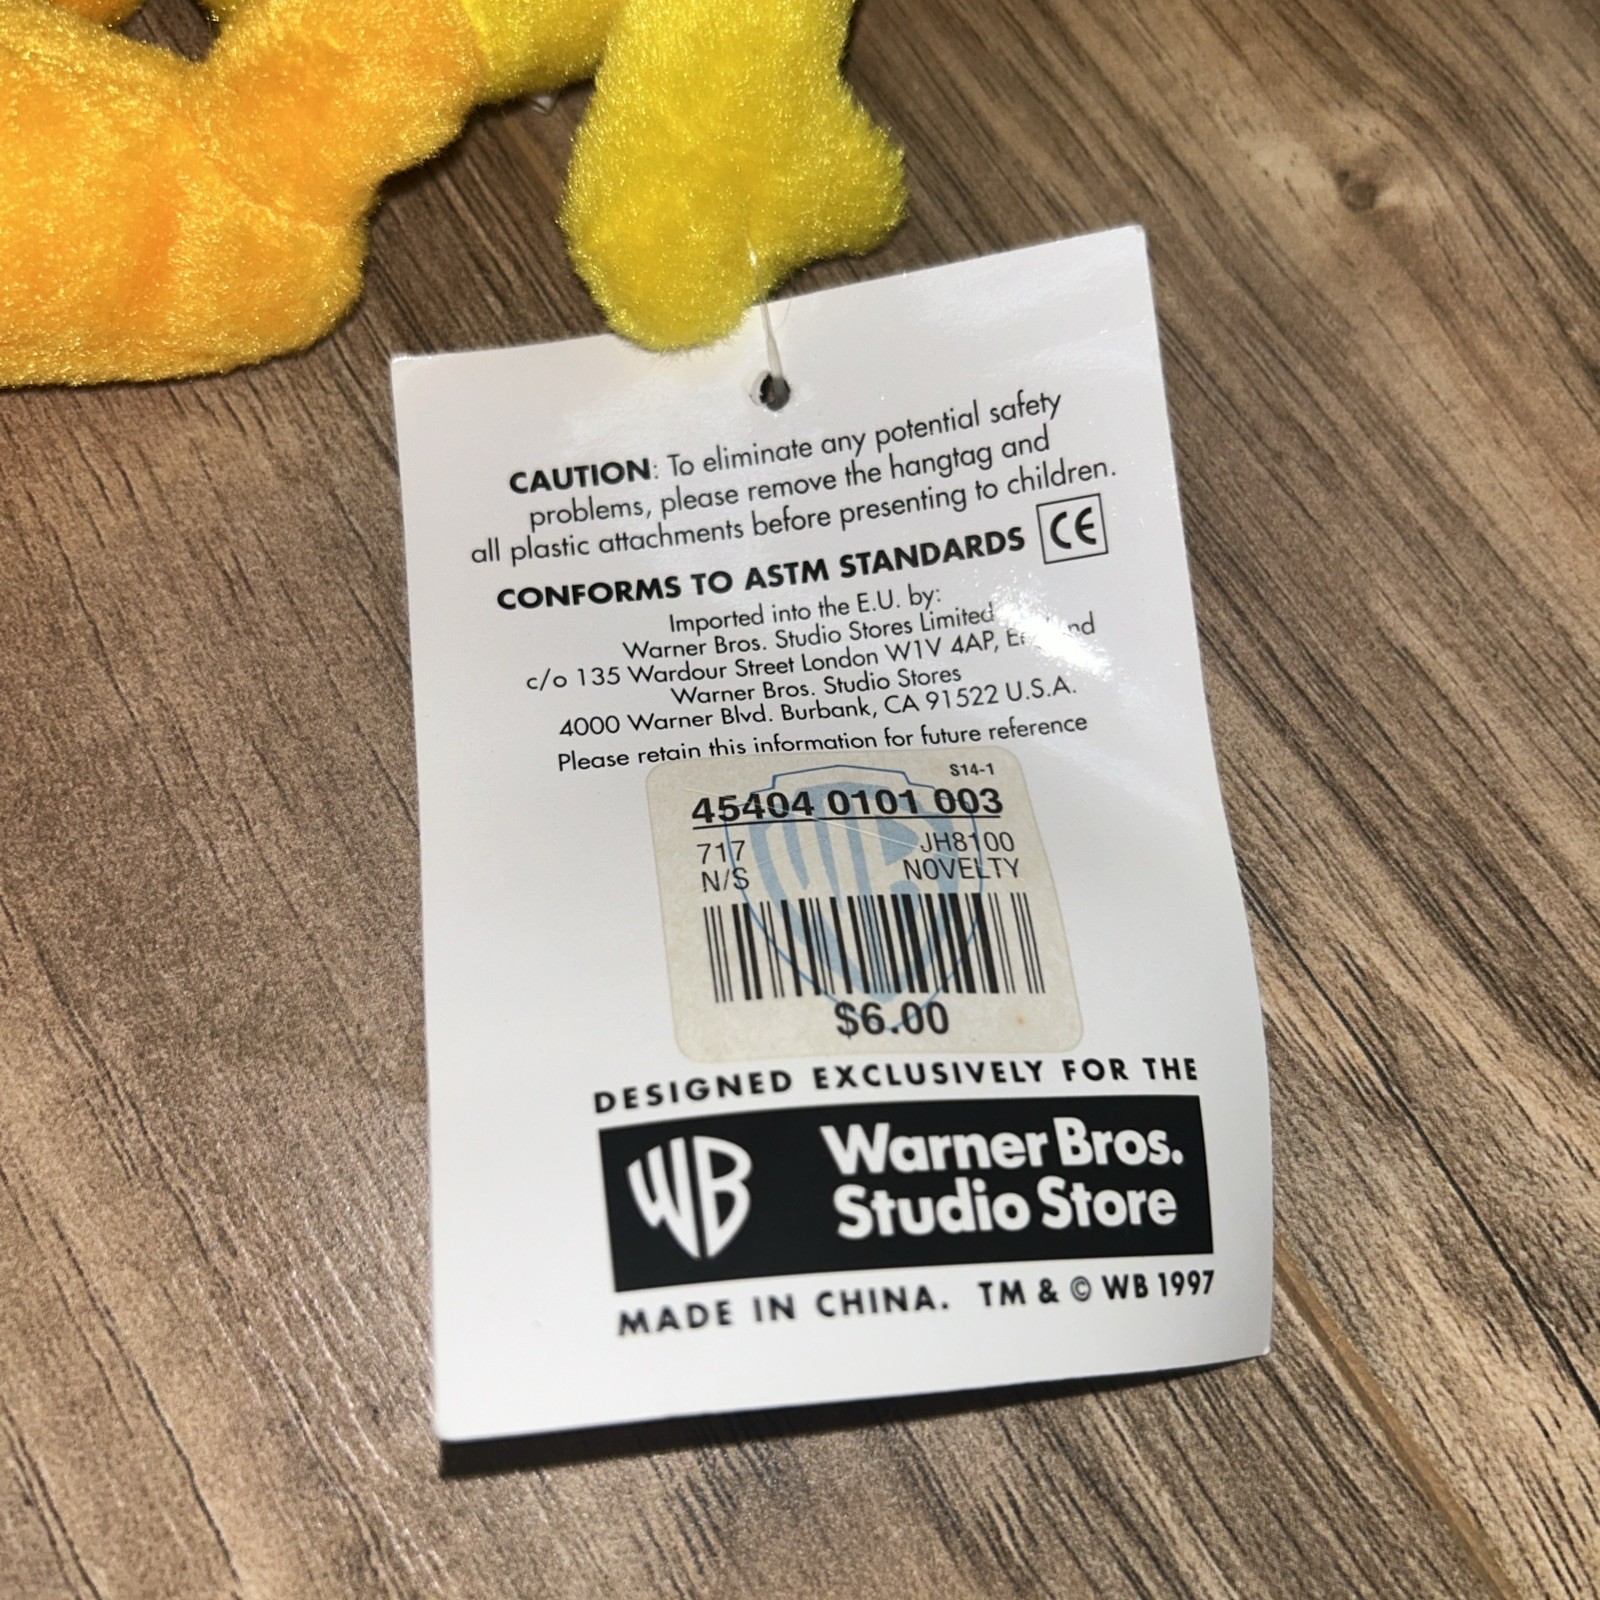 CAUTION: To eliminate any potential safety
problems, please remove the hangtag and
all plastic attachments before presenting to children.
CONFORMS TO ASTM STANDARDS CE
Imported into the E.U. by:
Warner Bros. Studio Stores Limited
c/o 135 Wardour Street London W1V 4AP,
Warner Bros. Studio Stores
4000 Warner Blvd. Burbank, CA 91522 U.S.A.
Please retain this information for future reference
S14-1
45404 0101 003
717 JH8100
N/S NOVELTY
$6.00
DESIGNED EXCLUSIVELY FOR THE
WB Warner Bros.
Studio Store
MADE IN CHINA. TM & © WB 1997